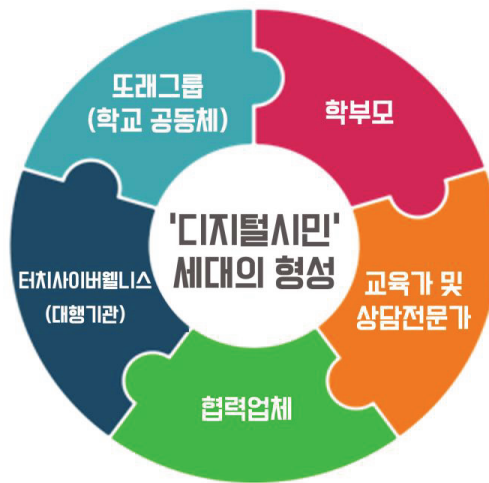 또래그룹
(학교 공동체)
학부모
'디지털시민'
세대의 형성
터치사이버웰니스
(대행기관)
교육가 및
상담전문가
협력업체